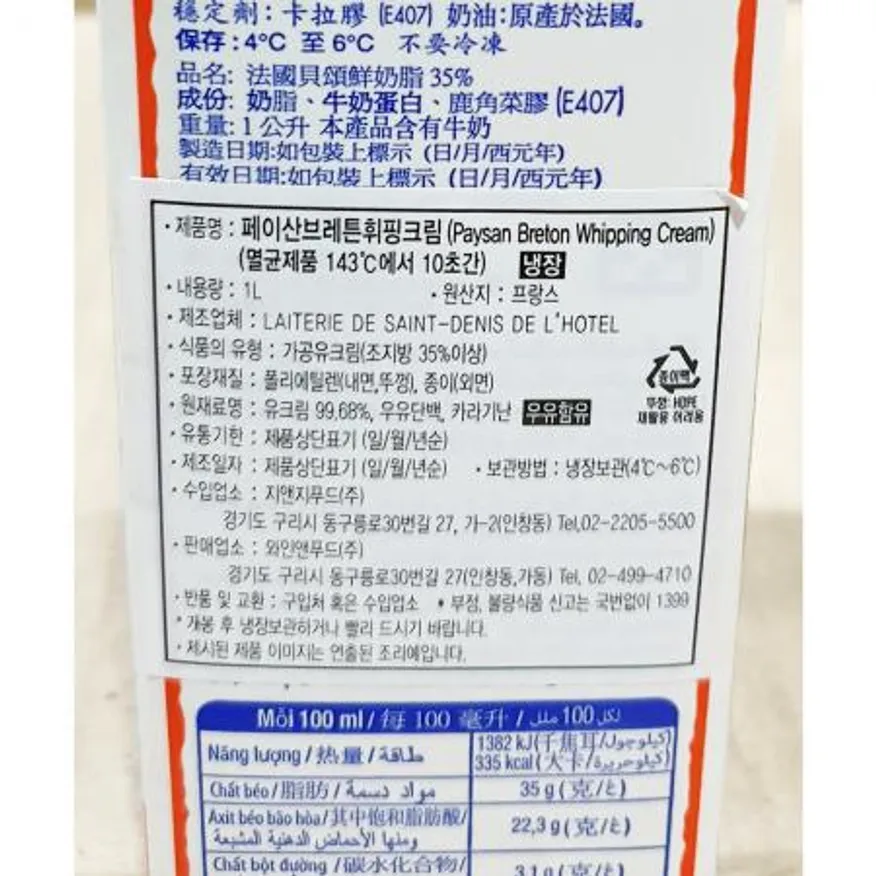 穩定劑：卡拉膠 (E407) 奶油：原產於法國。
保存：4°C 至 6°C 不要冷凍
品名: 法國貝頌鮮奶脂 35%
成份: 奶脂、牛奶蛋白、鹿角菜膠 (E407)
重量: 1 公升 本產品含有牛奶
製造日期:如包裝上標示 (日/月/西元年)
有效日期:如包裝上標示 (日/月/西元年)
・제품명 : 페이산브레튼휘핑크림 (Paysan Breton Whipping Cream)
(멸균제품 143℃에서 10초간) 냉장
・내용량 : 1L ・원산지 : 프랑스
・제조업체 : LAITERIE DE SAINT-DENIS DE L'HOTEL
・식품의 유형 : 가공유크림(조지방 35%이상)
・포장재질 : 폴리에틸렌(내면,뚜껑), 종이(외면)
종이팩
뚜껑: HDPE
재활용 어려움
・원재료명 : 유크림 99.68%, 우유단백, 카라기난 우유함유
・유통기한 : 제품상단표기 (일/월/년순)
・제조일자 : 제품상단표기 (일/월/년순) ・보관방법 : 냉장보관(4℃~6℃)
・수입업소 : 지앤지푸드(주)
경기도 구리시 동구릉로30번길 27, 가-2(인창동) Tel,02-2205-5500
・판매업소 : 와인앤푸드(주)
경기도 구리시 동구릉로30번길 27(인창동,가동) Tel, 02-499-4710
・반품 및 교환 : 구입처 혹은 수입업소 * 부정, 불량식품 신고는 국번없이 1399
* 개봉 후 냉장보관하거나 빨리 드시기 바랍니다.
・제시된 제품 이미지는 연출된 조리예입니다.
Mỗi 100 ml / 每 100 毫升 / لكل 100 ملل
Năng lượng / 热量 / طاقة 1382 kJ (千焦耳/كيلوجول)
335 kcal (大卡/كيلوحريرة)
Chất béo / 脂肪 / مواد دسمة 35 g (克/غ)
Axit béo bão hòa / 其中饱和脂肪酸/ 22,3 g (克/غ)
ومنها الأحماض الدهنية المشبعة
Chất bột đường / 碳水化合物/ 3,1 g (克/غ)